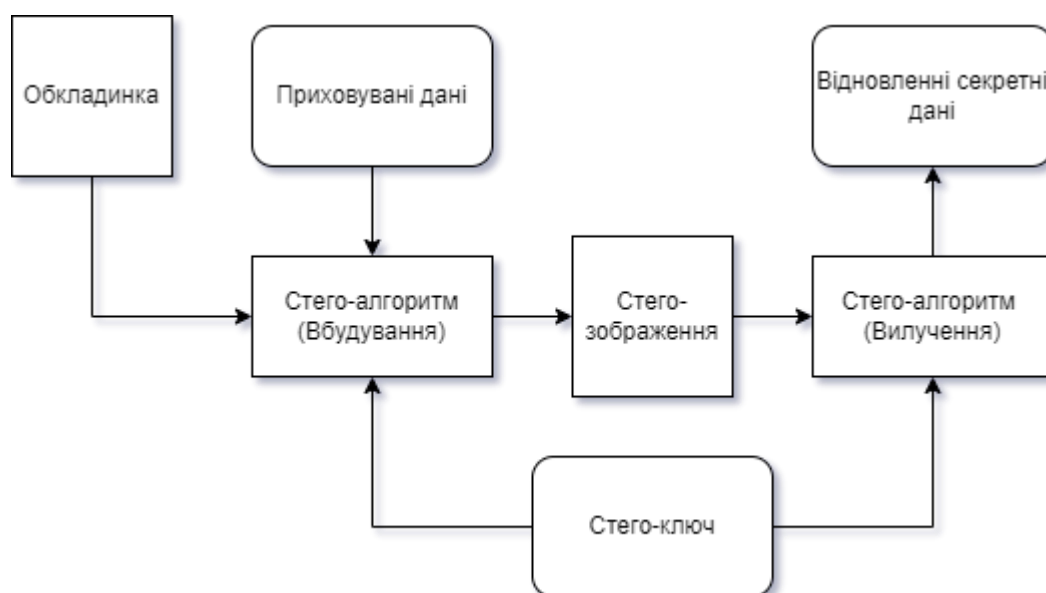 Обкладинка
Приховувані дані
Відновленні секретні
дані
Стего-алгоритм
(Вбудування)
Стего-
зображення
Стего-алгоритм
(Вилучення)
Стего-ключ